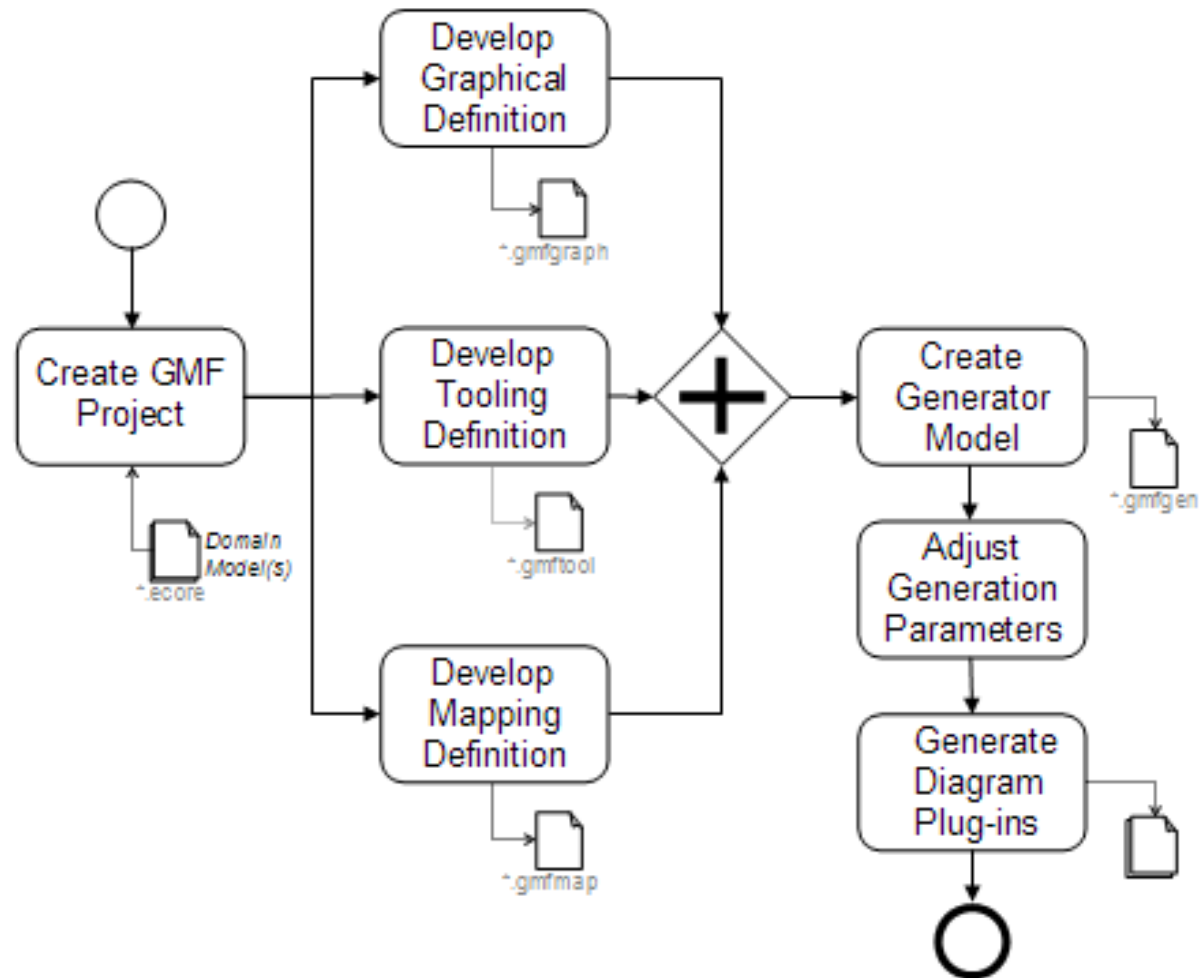 Develop
Graphical
Definition
*.gmfgraph
Create GMF
Project
Domain
Model(s)
*.ecore
Develop
Tooling
Definition
*.gmftool
Develop
Mapping
Definition
*.gmfmap
Create
Generator
Model
*.gmfgen
Adjust
Generation
Parameters
Generate
Diagram
Plug-ins